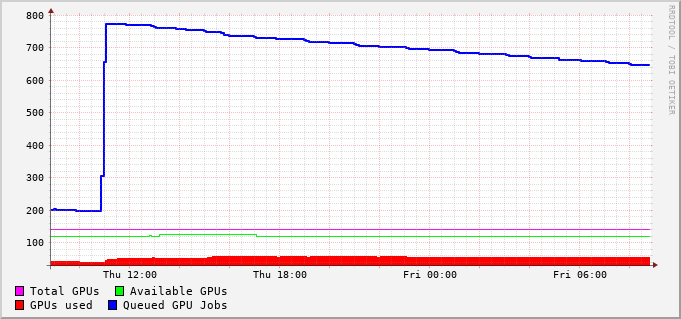 800
700
600
500
400
300
200
100
Thu 12:00 Thu 18:00 Fri 00:00 Fri 06:00
Total GPUs Available GPUs
GPUs used Queued GPU Jobs
RRDTOOL / TOBI OETIKER